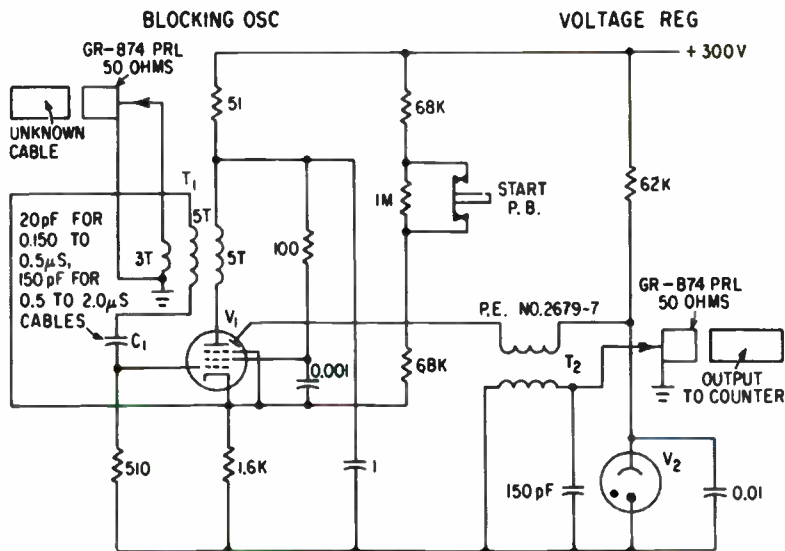 BLOCKING OSC
VOLTAGE REG
GR-874 PRL
50 OHMS
+ 300V
UNKNOWN
CABLE
51
68K
T1
20pF FOR
0.150 TO
0.5µS,
150 pF FOR
0.5 TO 2.0µS
CABLES
5T
3T
5T
100
1M
START
P. B.
62K
C1
V1
P.E. NO.2679-7
GR-874 PRL
50 OHMS
0.001
68K
T2
OUTPUT
TO COUNTER
510
1.6K
1
150 pF
V2
0.01